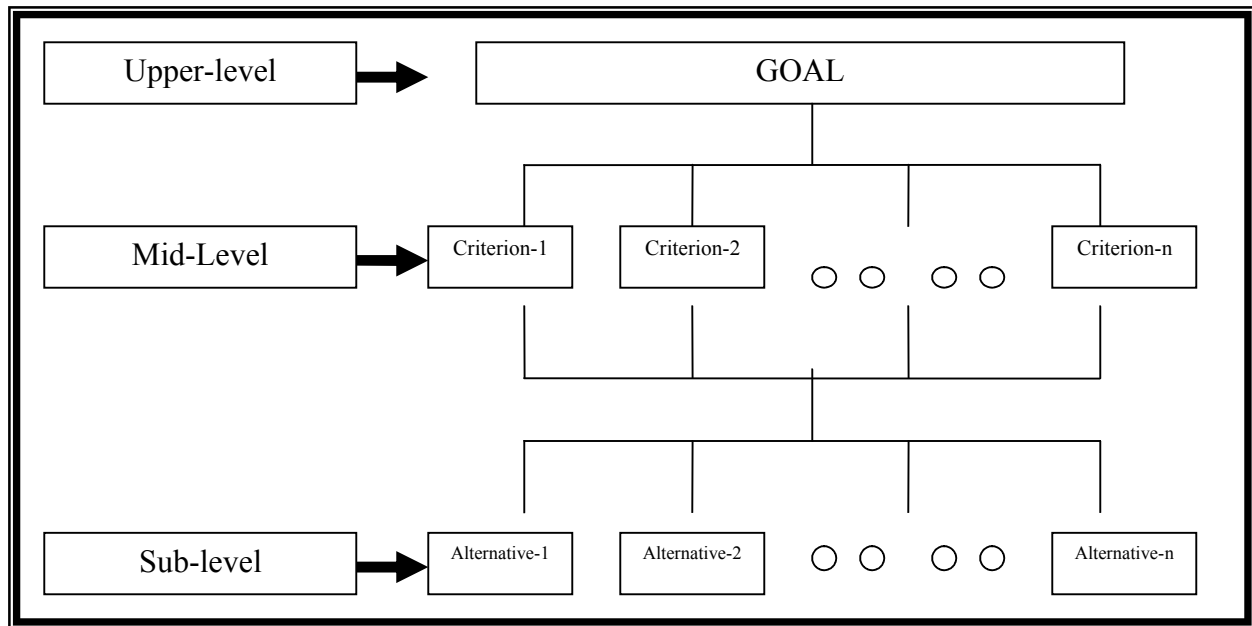 Upper-level
GOAL
Mid-Level
Criterion-1
Criterion-2
Criterion-n
Sub-level
Alternative-1
Alternative-2
Alternative-n